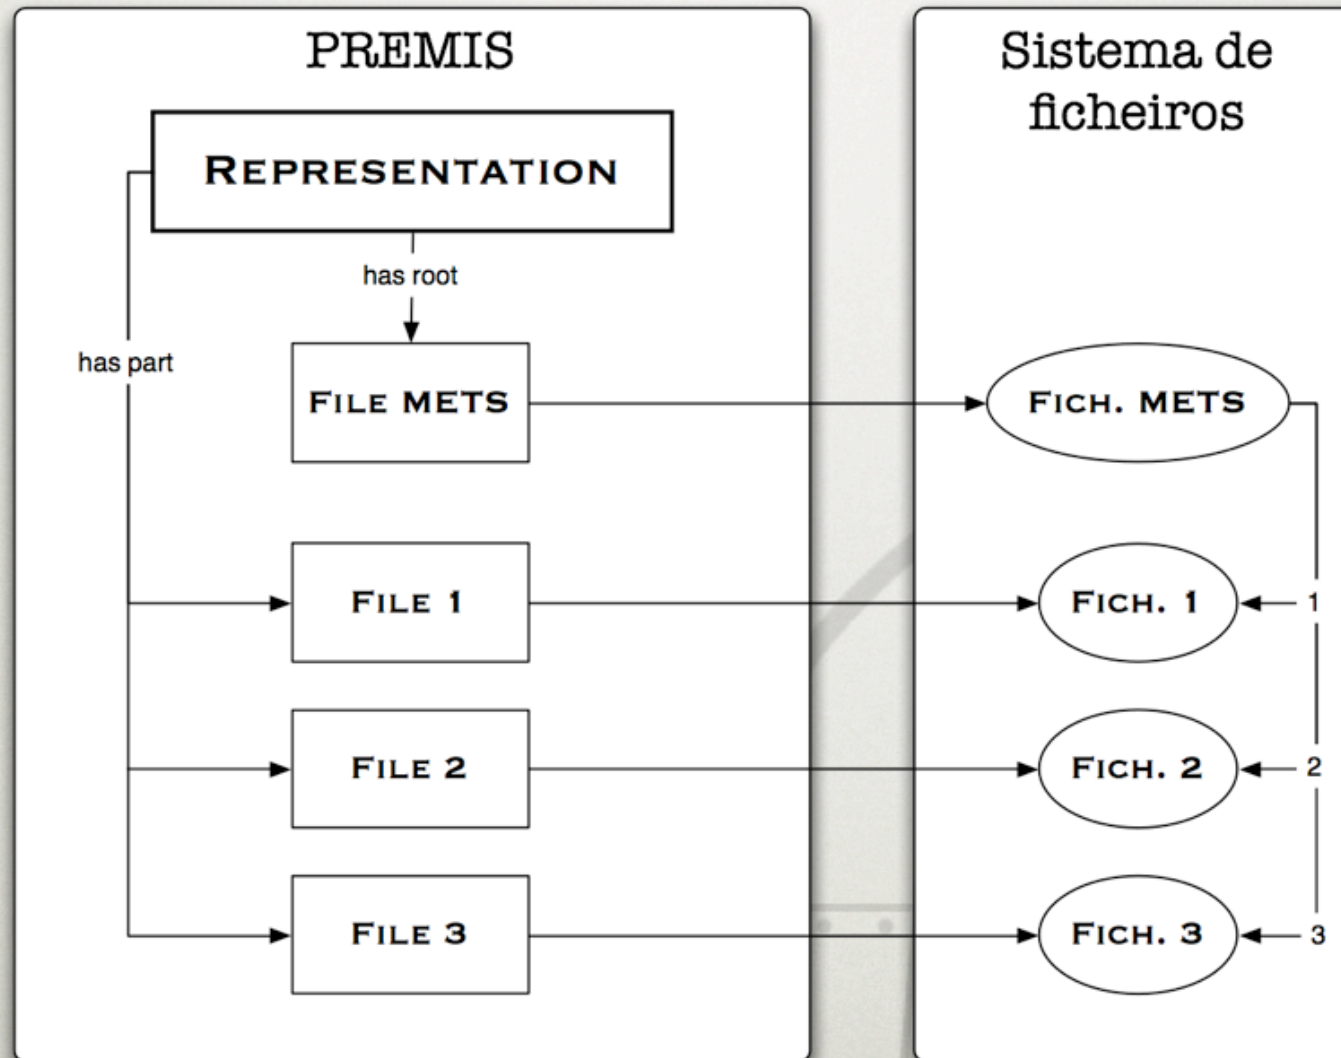 PREMIS
REPRESENTATION
has root
has part
FILE METS
FILE 1
FILE 2
FILE 3
Sistema de
ficheiros
FICH. METS
FICH. 1
1
FICH. 2
2
FICH. 3
3